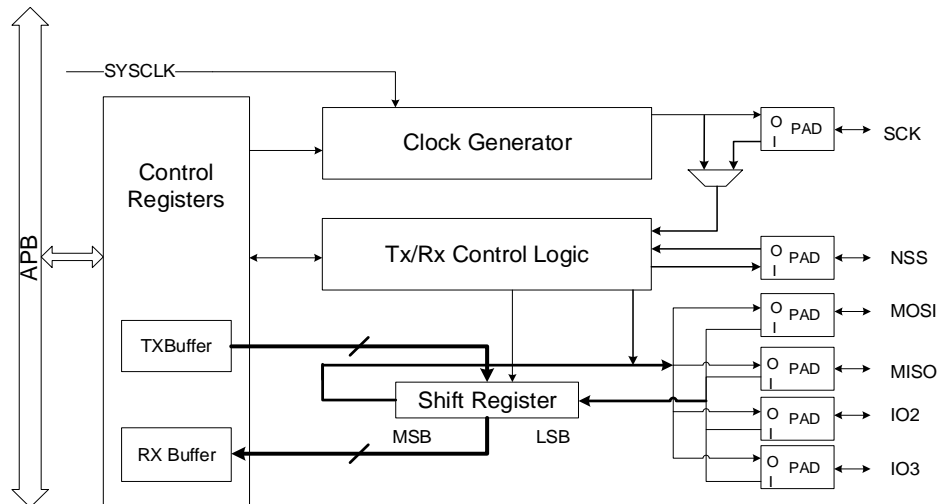 SYSCLK
APB
Control
Registers
Clock Generator
O
I
PAD
SCK
Tx/Rx Control Logic
O
I
PAD
NSS
O
I
PAD
MOSI
TXBuffer
O
I
PAD
MISO
Shift Register
MSB
LSB
O
I
PAD
IO2
RX Buffer
O
I
PAD
IO3